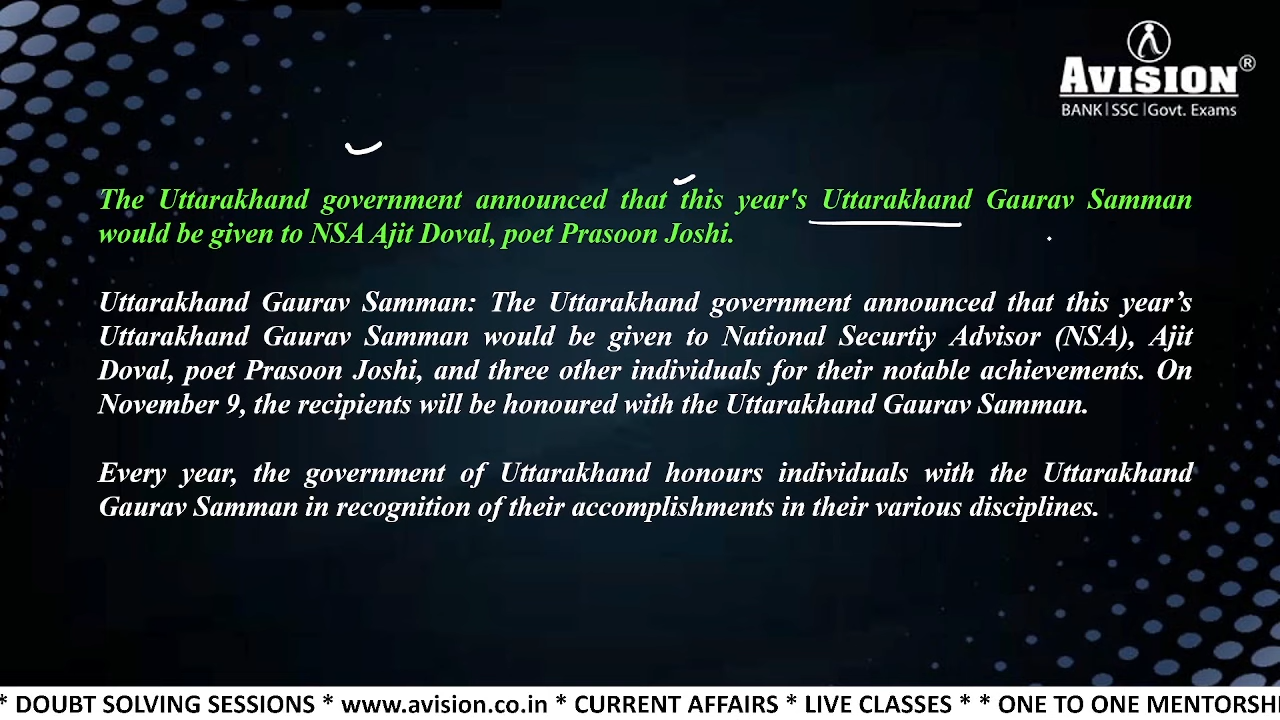 AVISION®
BANK|SSC|Govt. Exams
The Uttarakhand government announced that this year's Uttarakhand Gaurav Samman
would be given to NSA Ajit Doval, poet Prasoon Joshi.
Uttarakhand Gaurav Samman: The Uttarakhand government announced that this year’s
Uttarakhand Gaurav Samman would be given to National Securtiy Advisor (NSA), Ajit
Doval, poet Prasoon Joshi, and three other individuals for their notable achievements. On
November 9, the recipients will be honoured with the Uttarakhand Gaurav Samman.
Every year, the government of Uttarakhand honours individuals with the Uttarakhand
Gaurav Samman in recognition of their accomplishments in their various disciplines.
* DOUBT SOLVING SESSIONS * www.avision.co.in * CURRENT AFFAIRS * LIVE CLASSES * * ONE TO ONE MENTORSHI